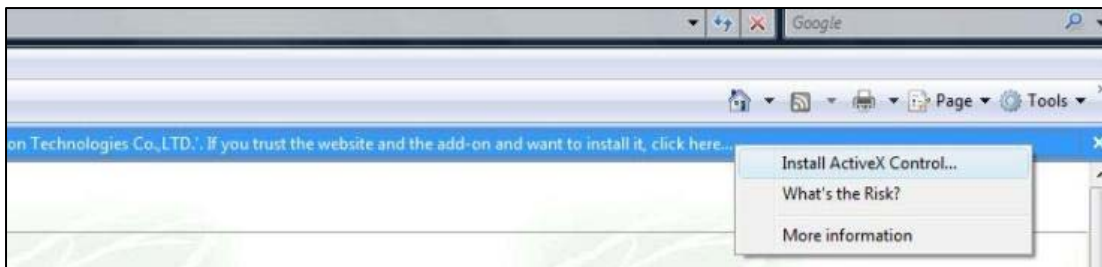 Google
Page Tools
on Technologies Co.,LTD.'. If you trust the website and the add-on and want to install it, click here...
Install ActiveX Control...
What's the Risk?
More information